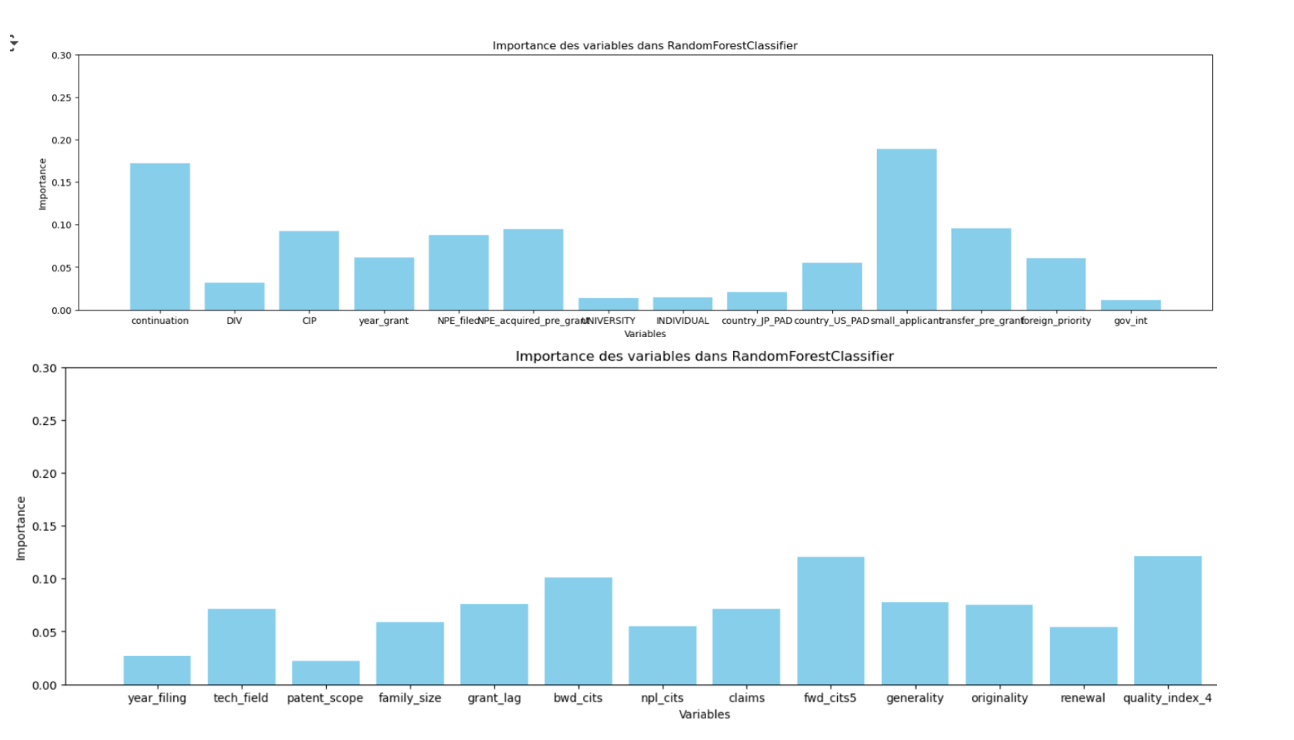 Importance des variables dans RandomForestClassifier
0.30
0.25
0.20
0.15
0.10
0.05
0.00
Importance
continuation DIV CIP year_grant NPE_filed NPE_acquired_pre_grant UNIVERSITY INDIVIDUAL country_JP_PAD country_US_PAD small_applicant transfer_pre_grant foreign_priority gov_int
Variables
Importance des variables dans RandomForestClassifier
0.30
0.25
0.20
0.15
0.10
0.05
0.00
Importance
year_filing tech_field patent_scope family_size grant_lag bwd_cits npl_cits claims fwd_cits5 generality originality renewal quality_index_4
Variables